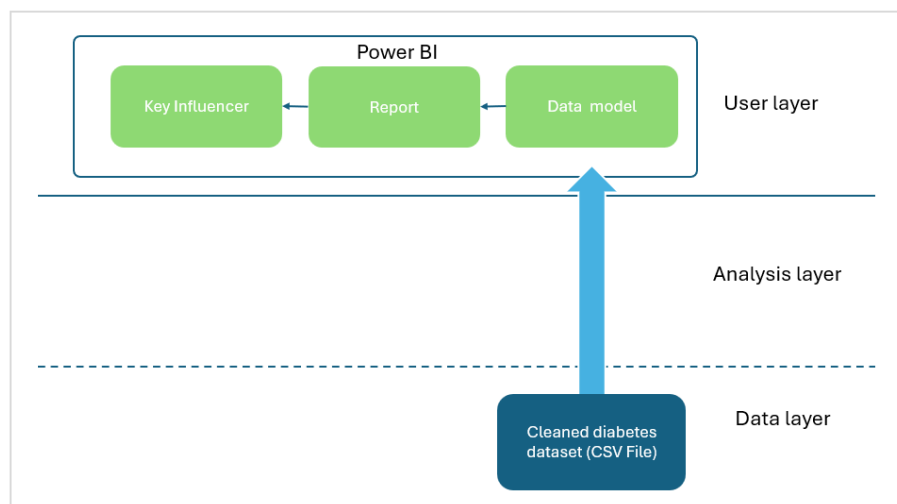 Power BI
Key Influencer
Report
Data model
User layer
Analysis layer
Cleaned diabetes
dataset (CSV File)
Data layer